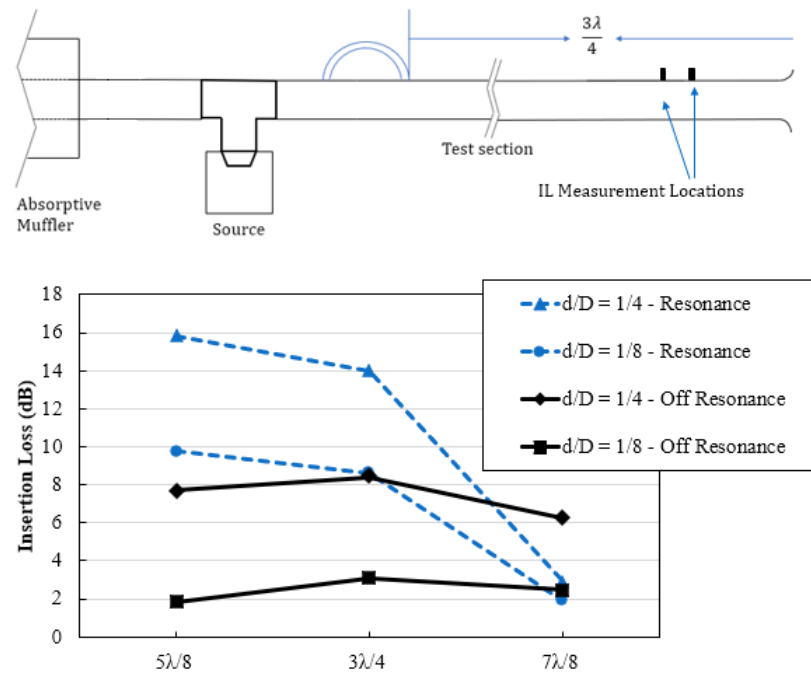 3λ
4
Test section
Absorptive
Muffler
Source
IL Measurement Locations
18
16
14
12
10
8
6
4
2
0
Insertion Loss (dB)
d/D = 1/4 - Resonance
d/D = 1/8 - Resonance
d/D = 1/4 - Off Resonance
d/D = 1/8 - Off Resonance
5λ/8
3λ/4
7λ/8